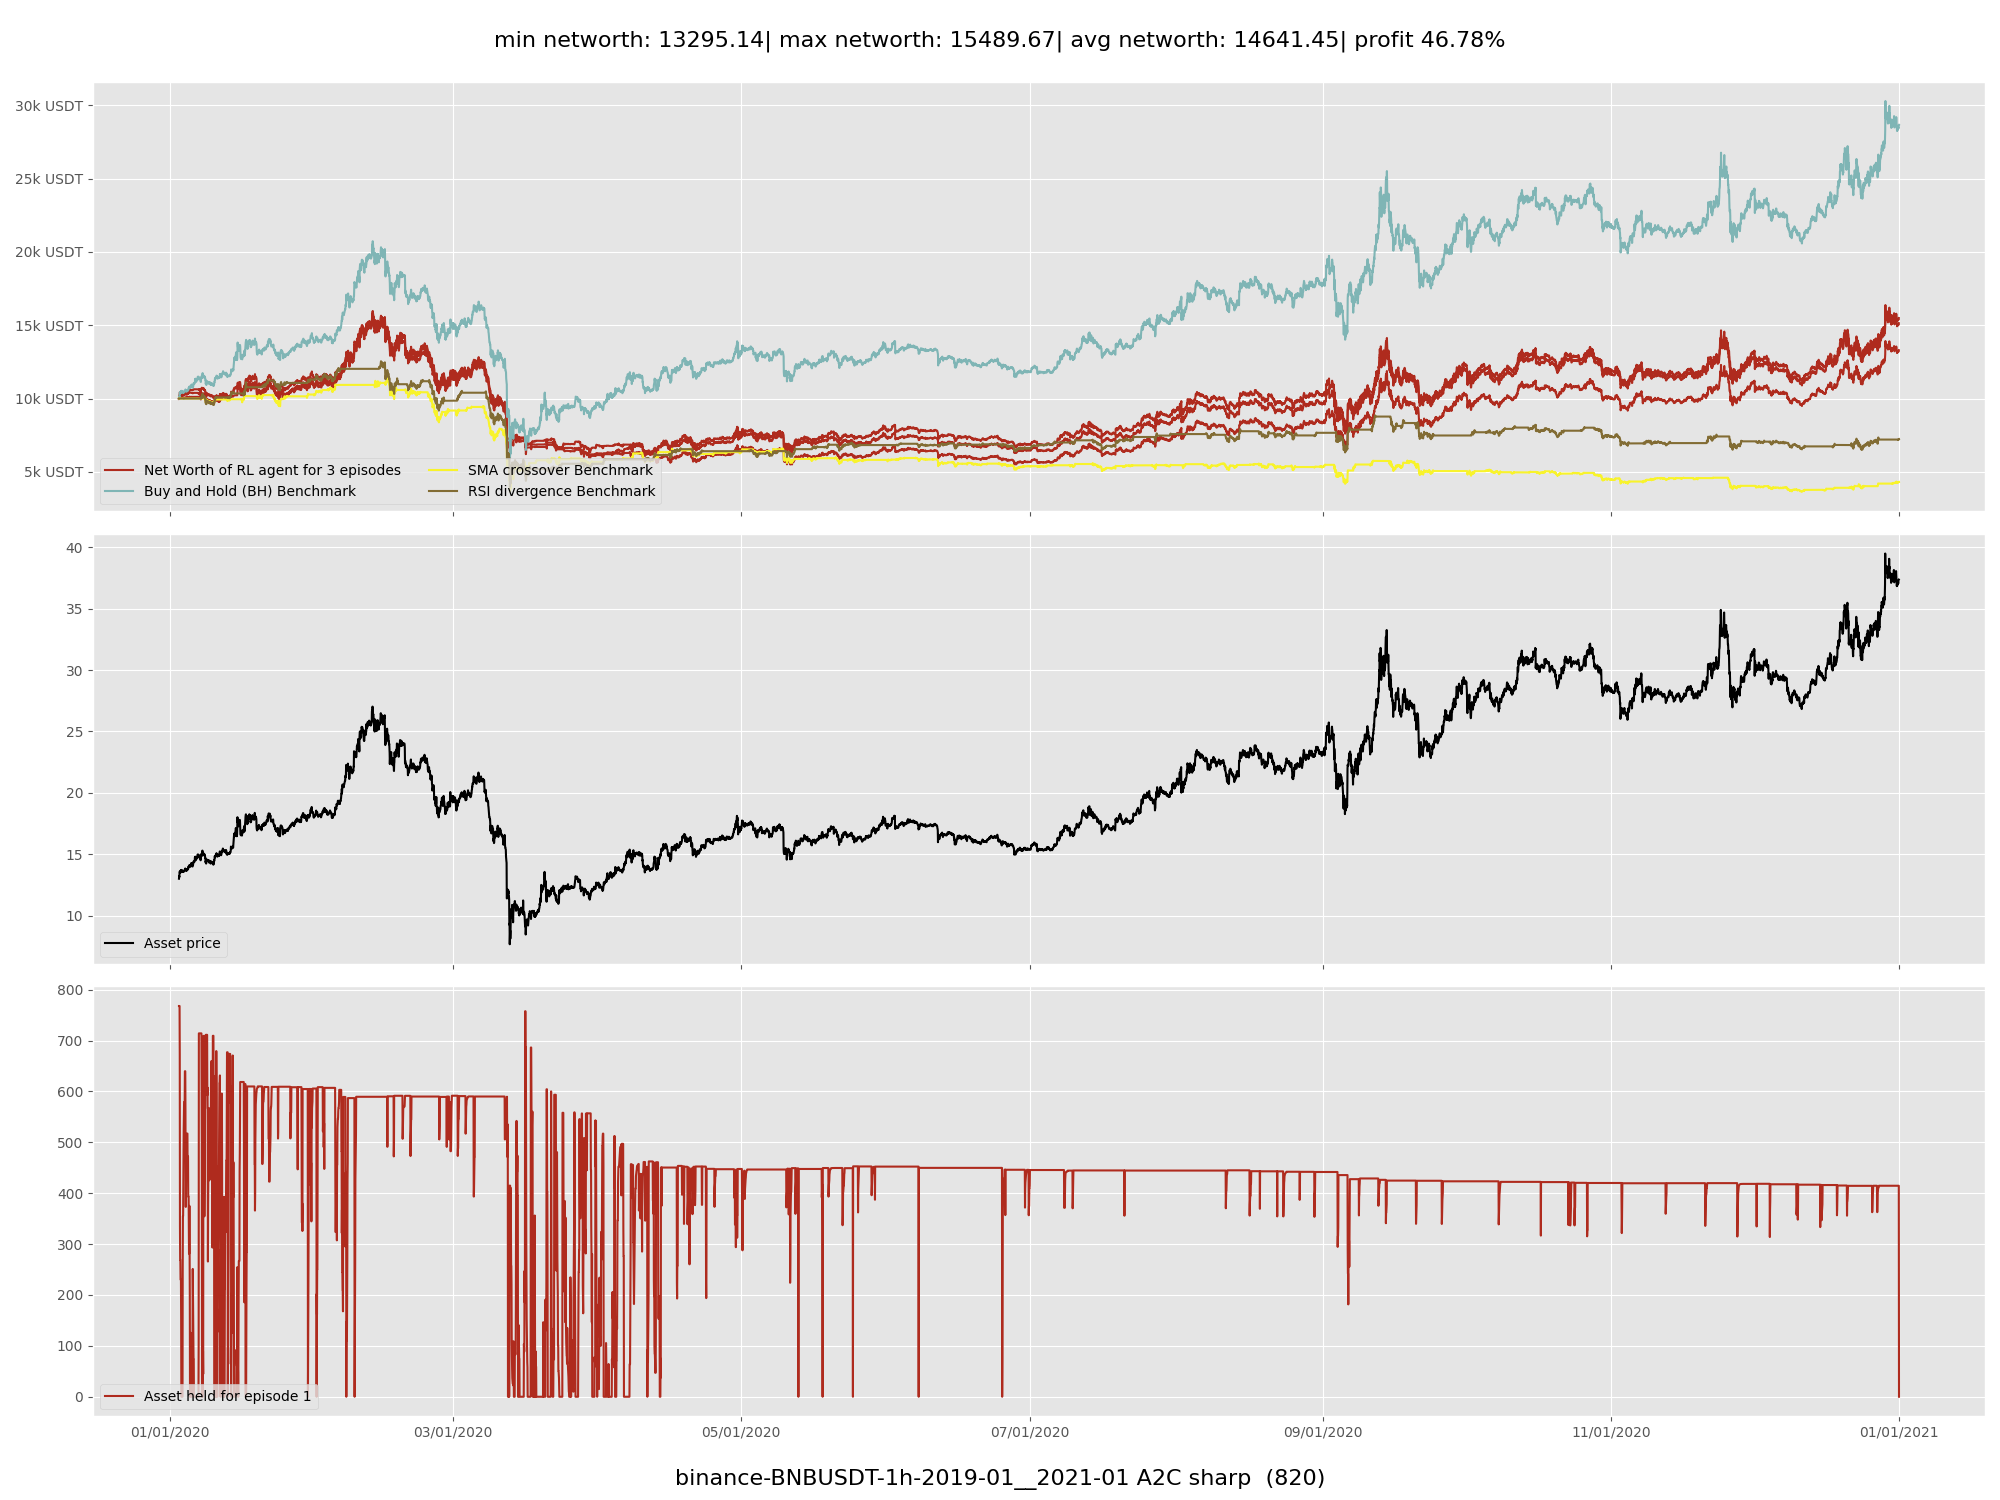 min networth: 13295.14| max networth: 15489.67| avg networth: 14641.45| profit 46.78%
30k USDT
25k USDT
20k USDT
15k USDT
10k USDT
5k USDT
Net Worth of RL agent for 3 episodes
Buy and Hold (BH) Benchmark
SMA crossover Benchmark
RSI divergence Benchmark
40
35
30
25
20
15
10
Asset price
800
700
600
500
400
300
200
100
0
Asset held for episode 1
01/01/2020 03/01/2020 05/01/2020 07/01/2020 09/01/2020 11/01/2020 01/01/2021
binance-BNBUSDT-1h-2019-01__2021-01 A2C sharp (820)